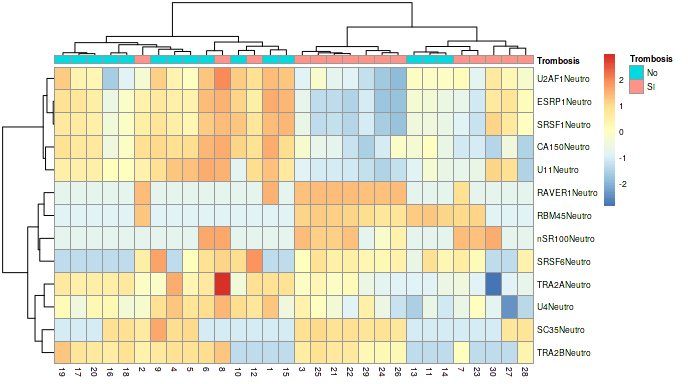 Trombosis
U2AF1Neutro
ESRP1Neutro
SRSF1Neutro
CA150Neutro
U11Neutro
RAVER1Neutro
RBM45Neutro
nSR100Neutro
SRSF6Neutro
TRA2ANeutro
U4Neutro
SC35Neutro
TRA2BNeutro
19 17 20 16 18 2 9 4 5 6 8 10 12 1 15 3 25 21 22 29 24 26 13 11 14 7 23 30 27 28
2
1
0
-1
-2
Trombosis
No
SI